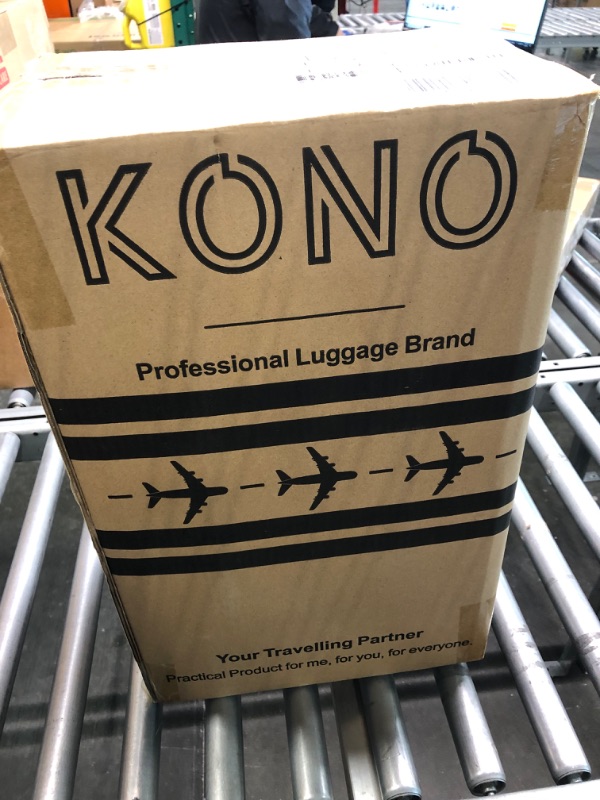 KONO
Professional Luggage Brand
Your Travelling Partner
Practical Product for me, for you, for everyone.